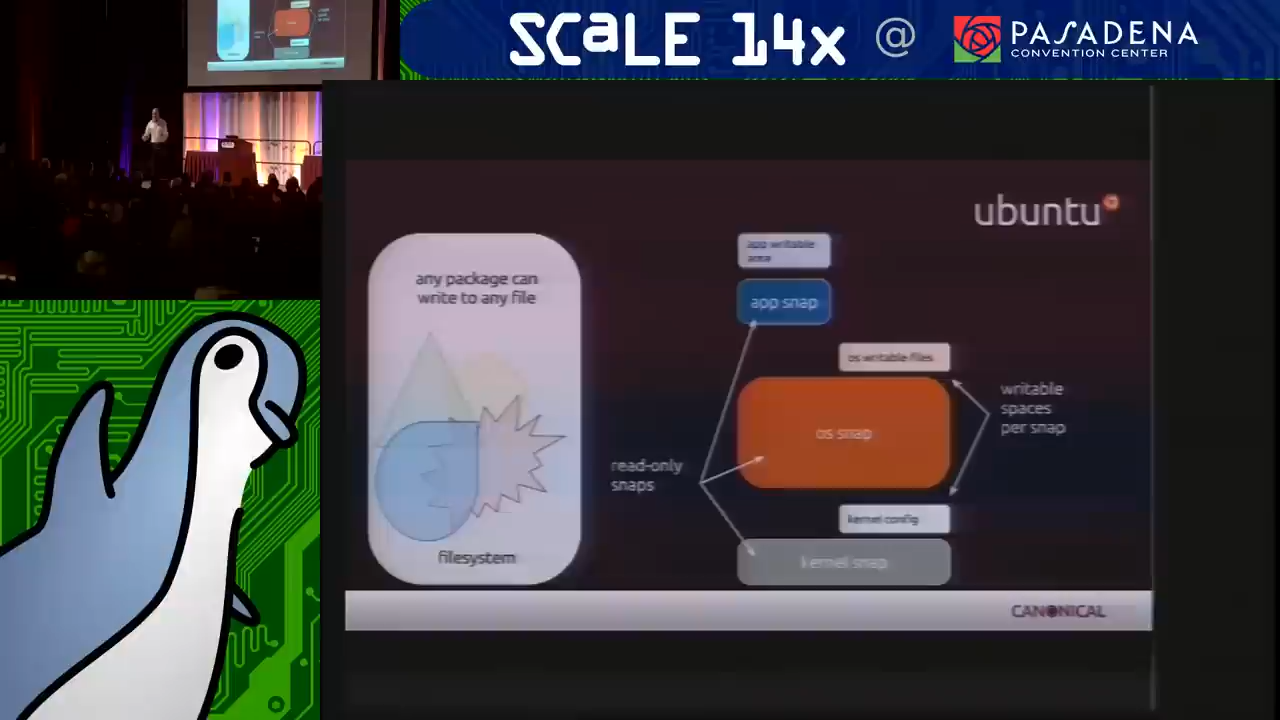 SCaLE 14x @ PASADENA
CONVENTION CENTER
ubuntu
any package can
write to any file
filesystem
app writable
area
app snap
os writable files
os snap
writable
spaces
per snap
read-only
snaps
kernel config
kernel snap
CANONICAL